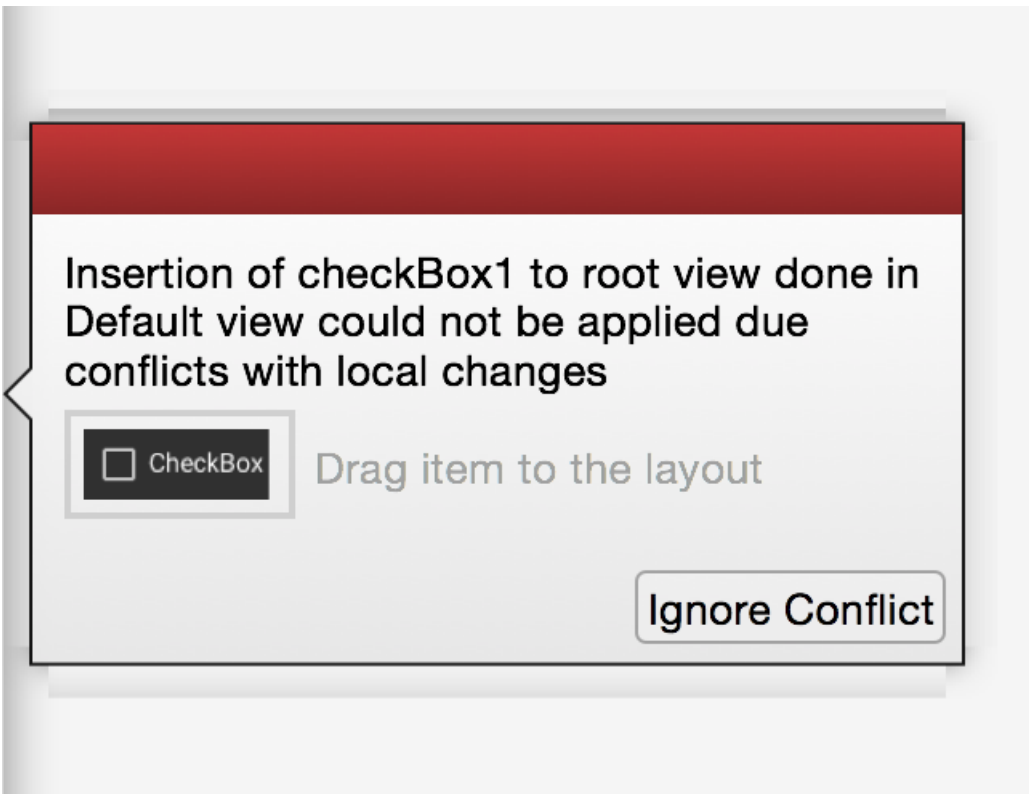 Insertion of checkBox1 to root view done in
Default view could not be applied due
conflicts with local changes
CheckBox
Drag item to the layout
Ignore Conflict